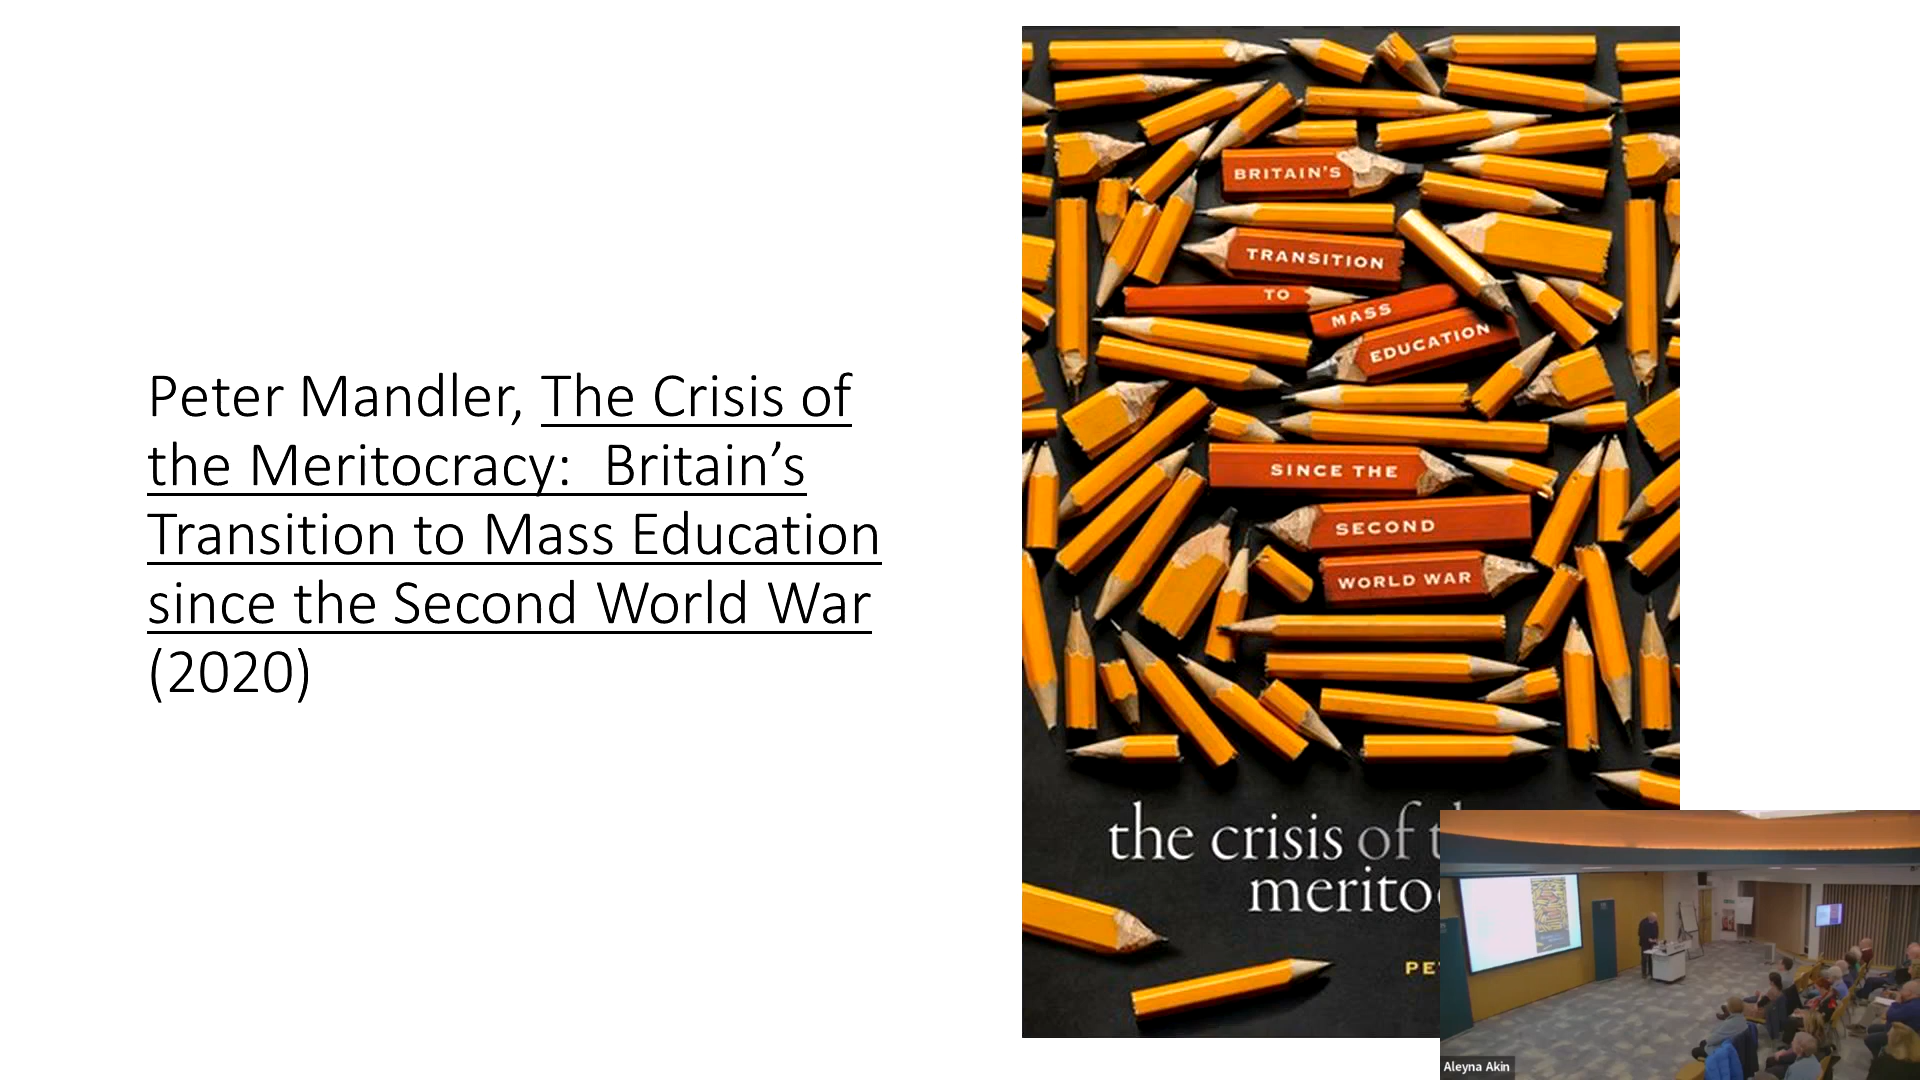 Peter Mandler, The Crisis of
the Meritocracy:  Britain’s
Transition to Mass Education
since the Second World War
(2020)
BRITAIN'S
TRANSITION
TO
MASS
EDUCATION
SINCE THE
SECOND
WORLD WAR
the crisis of
Aleyna Akin